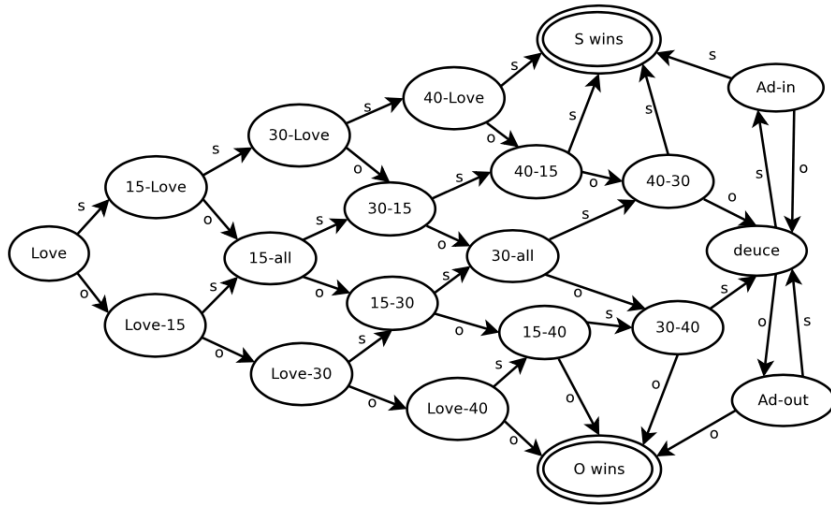 S wins
s
Ad-in
40-Love
s
s
30-Love
s
s
o
o
40-15
s
15-Love
s
o
s
o
40-30
o
s
30-15
o
s
o
s
deuce
Love
15-all
o
30-all
o
s
15-30
s
o
s
Love-15
o
15-40
s
30-40
o
s
o
s
Love-30
s
o
o
Ad-out
o
Love-40
o
o
o
O wins